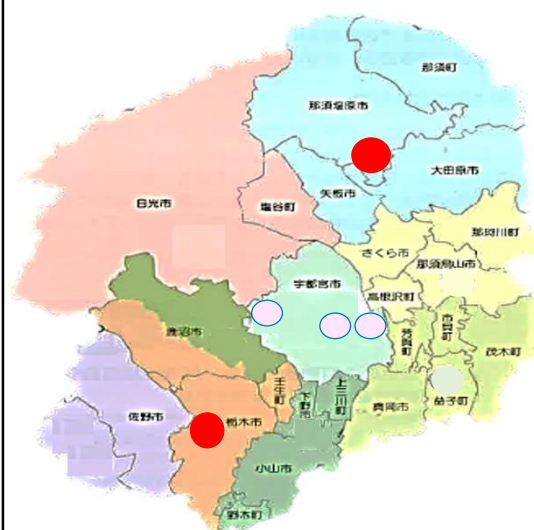 那須町
那須塩原市
大田原市
矢板市
日光市
塩谷町
那珂川町
さくら市
那須烏山市
宇都宮市
高根沢町
鹿沼市
芳賀町
市貝町
茂木町
壬生町
下野市
上三川町
真岡市
益子町
佐野市
栃木市
小山市
野木町